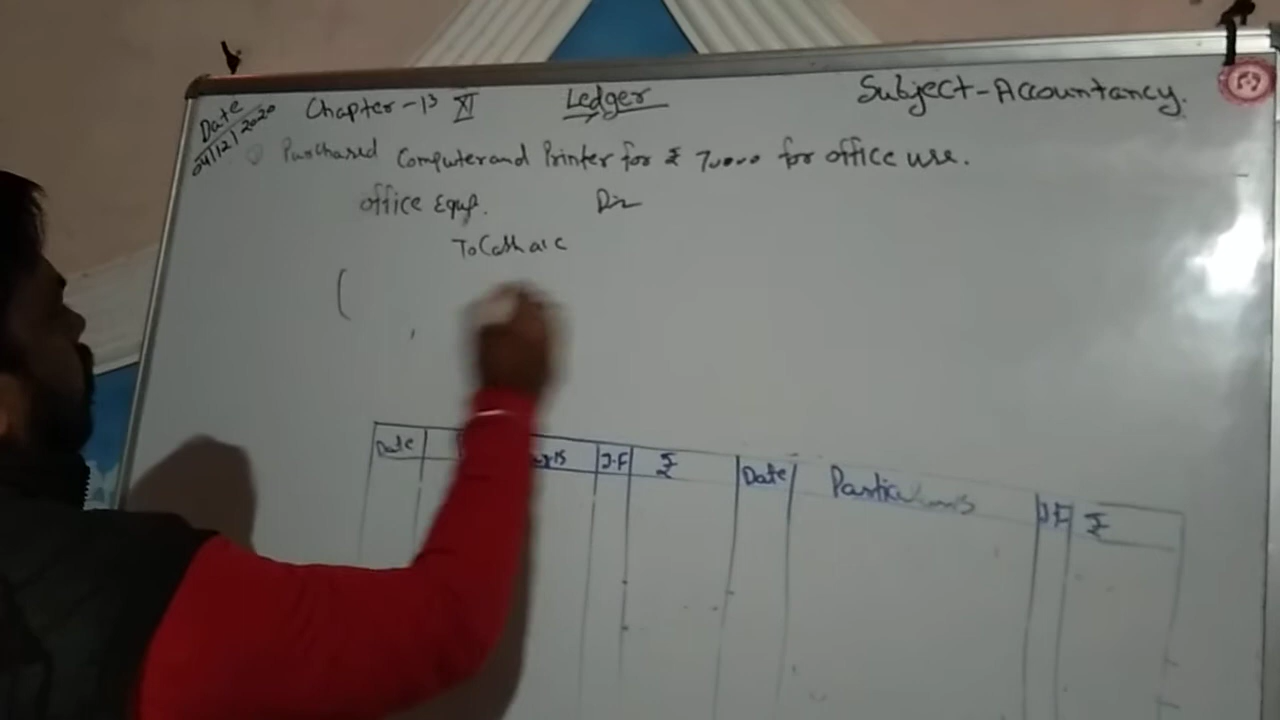 Date
24/12/2020
Chapter-13 XI Ledger Subject-Accountancy.
Purchased Computer and Printer for ₹ 70000 for office use.
office Equp. Dr
To Cash a/c
(
Date J.F ₹ Date Particulars J.F ₹